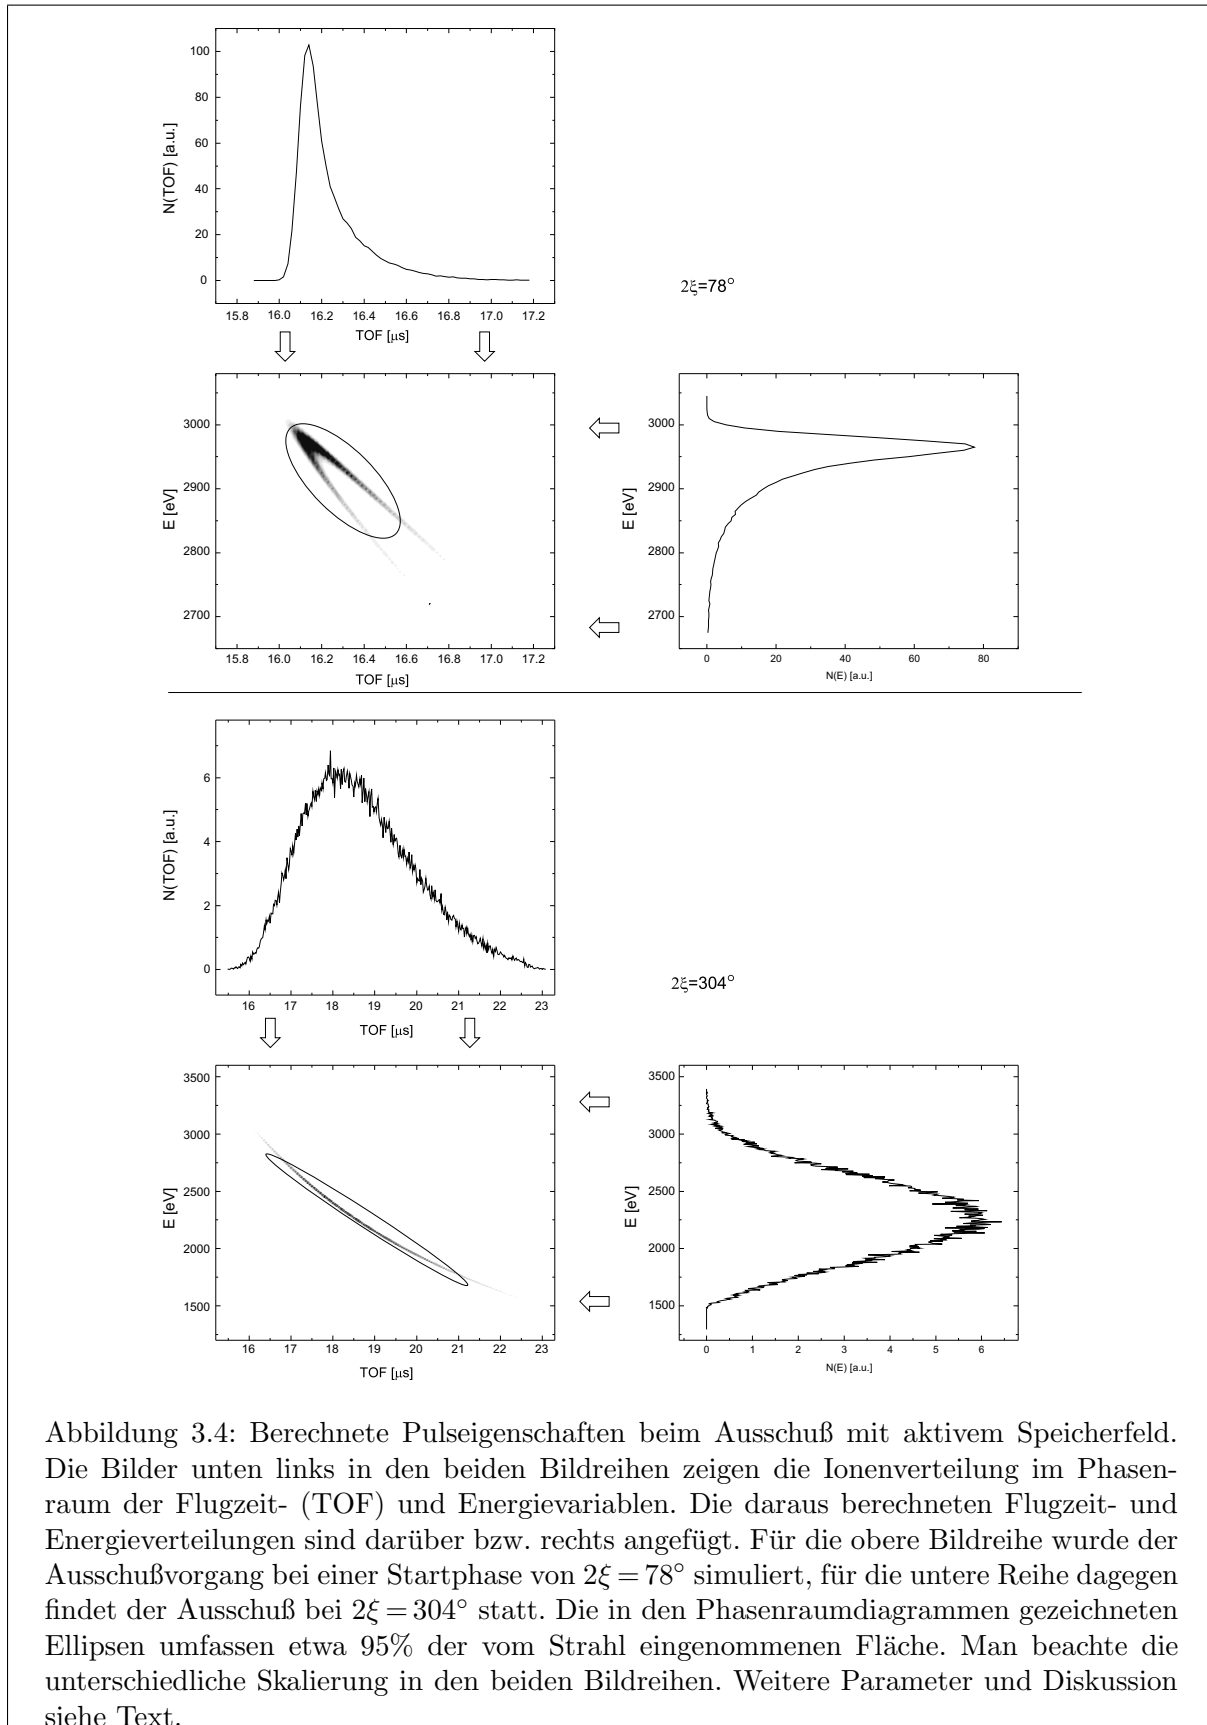 100
80
60
40
20
0
N(TOF) [a.u.]
15.8 16.0 16.2 16.4 16.6 16.8 17.0 17.2
TOF [µs]
2ξ=78°
3000
2900
2800
2700
E [eV]
15.8 16.0 16.2 16.4 16.6 16.8 17.0 17.2
TOF [µs]
3000
2900
2800
2700
E [eV]
0 20 40 60 80
N(E) [a.u.]
6
4
2
0
N(TOF) [a.u.]
16 17 18 19 20 21 22 23
TOF [µs]
2ξ=304°
3500
3000
2500
2000
1500
E [eV]
16 17 18 19 20 21 22 23
TOF [µs]
3500
3000
2500
2000
1500
E [eV]
0 1 2 3 4 5 6
N(E) [a.u.]
Abbildung 3.4: Berechnete Pulseigenschaften beim Ausschuß mit aktivem Speicherfeld.
Die Bilder unten links in den beiden Bildreihen zeigen die Ionenverteilung im Phasen-
raum der Flugzeit- (TOF) und Energievariablen. Die daraus berechneten Flugzeit- und
Energieverteilungen sind darüber bzw. rechts angefügt. Für die obere Bildreihe wurde der
Ausschußvorgang bei einer Startphase von 2ξ = 78° simuliert, für die untere Reihe dagegen
findet der Ausschuß bei 2ξ = 304° statt. Die in den Phasenraumdiagrammen gezeichneten
Ellipsen umfassen etwa 95% der vom Strahl eingenommenen Fläche. Man beachte die
unterschiedliche Skalierung in den beiden Bildreihen. Weitere Parameter und Diskussion
siehe Text.